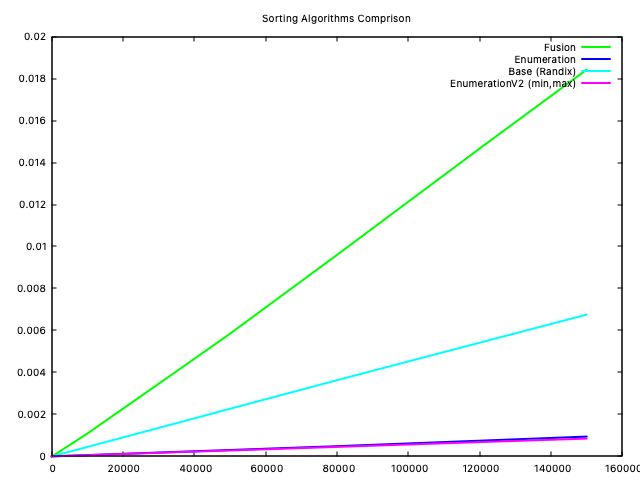 Sorting Algorithms Comprison
0.02
0.018
0.016
0.014
0.012
0.01
0.008
0.006
0.004
0.002
0
Fusion
Enumeration
Base (Randix)
EnumerationV2 (min,max)
0 20000 40000 60000 80000 100000 120000 140000 160000